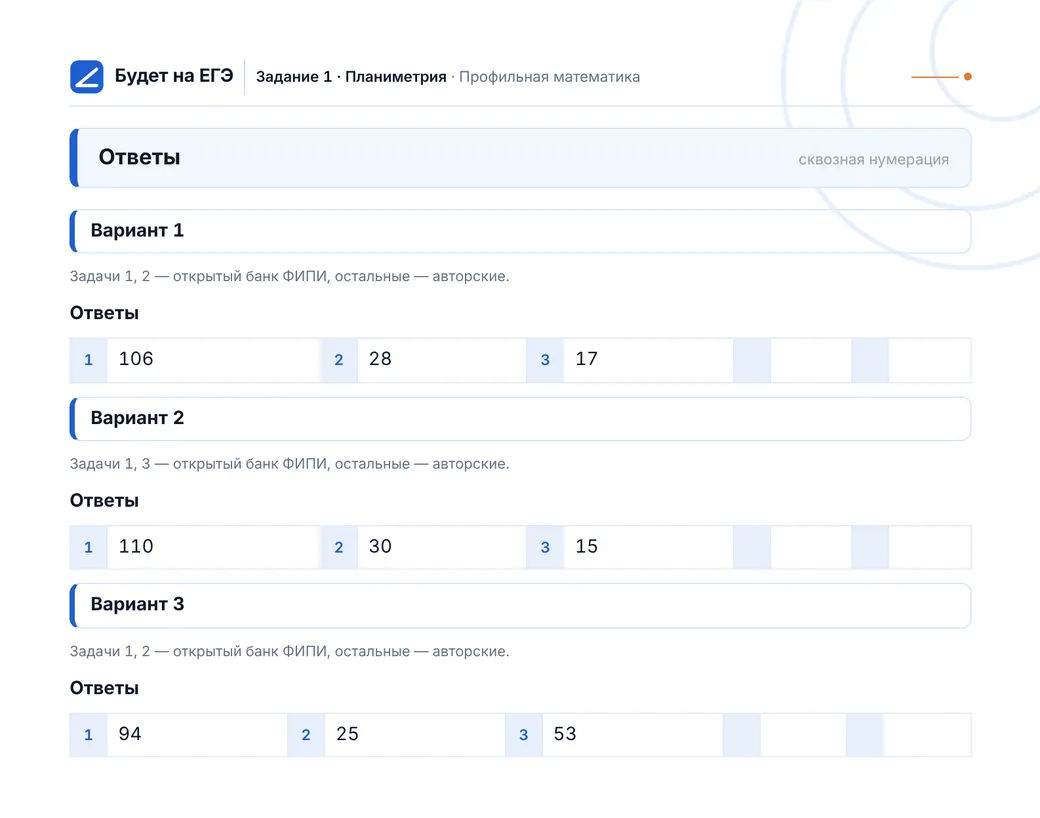 Будет на ЕГЭ Задание 1 · Планиметрия · Профильная математика
Ответы сквозная нумерация
Вариант 1
Задачи 1, 2 — открытый банк ФИПИ, остальные — авторские.
Ответы
1 106 2 28 3 17
Вариант 2
Задачи 1, 3 — открытый банк ФИПИ, остальные — авторские.
Ответы
1 110 2 30 3 15
Вариант 3
Задачи 1, 2 — открытый банк ФИПИ, остальные — авторские.
Ответы
1 94 2 25 3 53